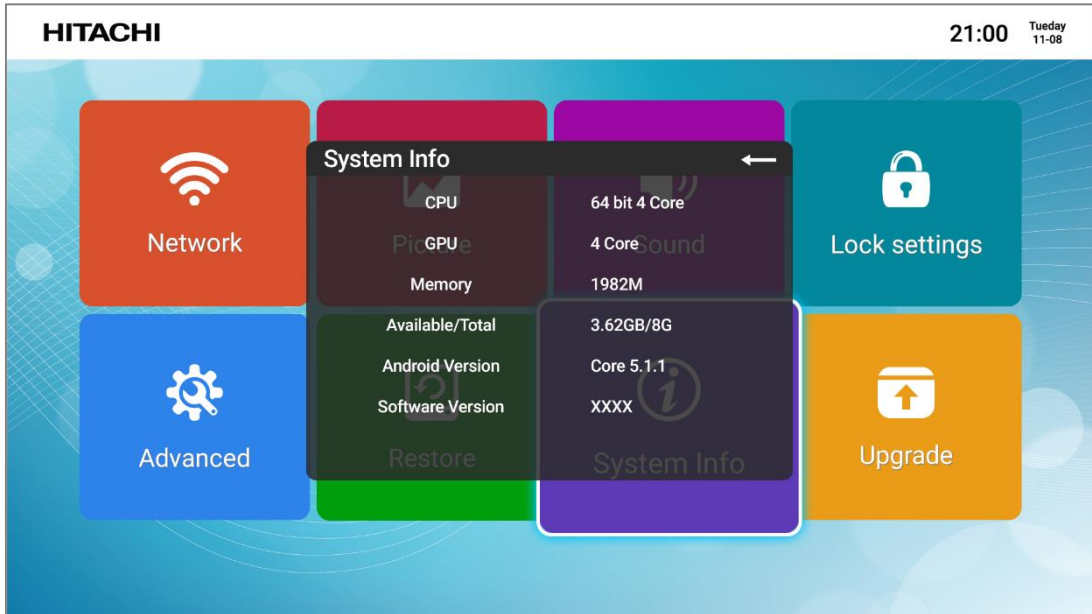 HITACHI
21:00
Tueday
11-08
System Info
CPU 64 bit 4 Core
GPU 4 Core
Memory 1982M
Available/Total 3.62GB/8G
Android Version Core 5.1.1
Software Version XXXX
Network
Picture
Sound
Lock settings
Advanced
Restore
System Info
Upgrade